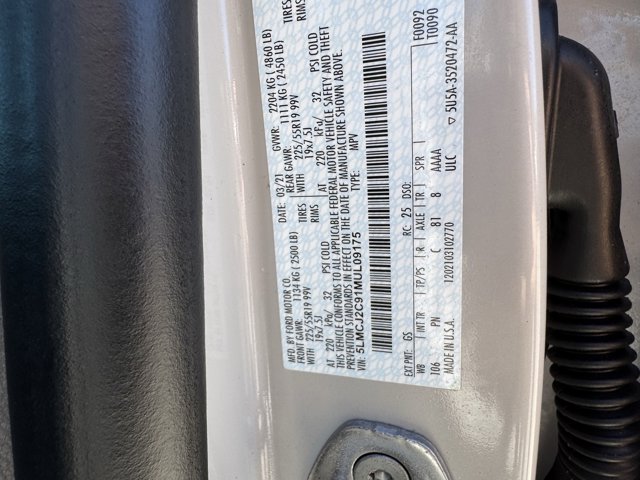 MFD. BY FORD MOTOR CO.
DATE: 03/21 GVWR: 2204 KG ( 4860 LB)
FRONT GAWR: 1134 KG ( 2500 LB) REAR GAWR: 1111 KG ( 2450 LB)
225/55R19 99V TIRES WITH 225/55R19 99V TIRES
19x7.5J RIMS 19x7.5J RIMS
AT 220 kPa/ 32 PSI COLD AT 220 kPa/ 32 PSI COLD
THIS VEHICLE CONFORMS TO ALL APPLICABLE FEDERAL MOTOR VEHICLE SAFETY AND THEFT
PREVENTION STANDARDS IN EFFECT ON THE DATE OF MANUFACTURE SHOWN ABOVE.
VIN: 5LMCJ2C91MUL09175 TYPE: MPV
F0092
T0090
EXT PNT: GS RC: 25 DSO:
WB INT TR TP/PS R AXLE TR SPR
106 PN C 81 8 AAAA
MADE IN U.S.A. 1202103102770 ULC ▽ 5U5A-3520472-AA